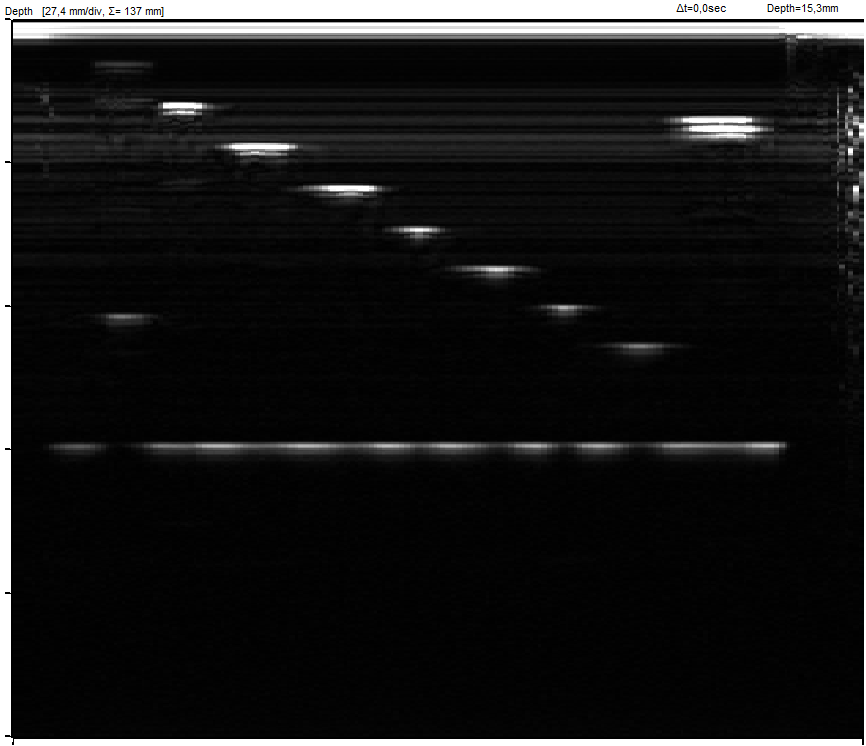 Depth [27,4 mm/div, Σ= 137 mm] Δt=0,0sec Depth=15,3mm